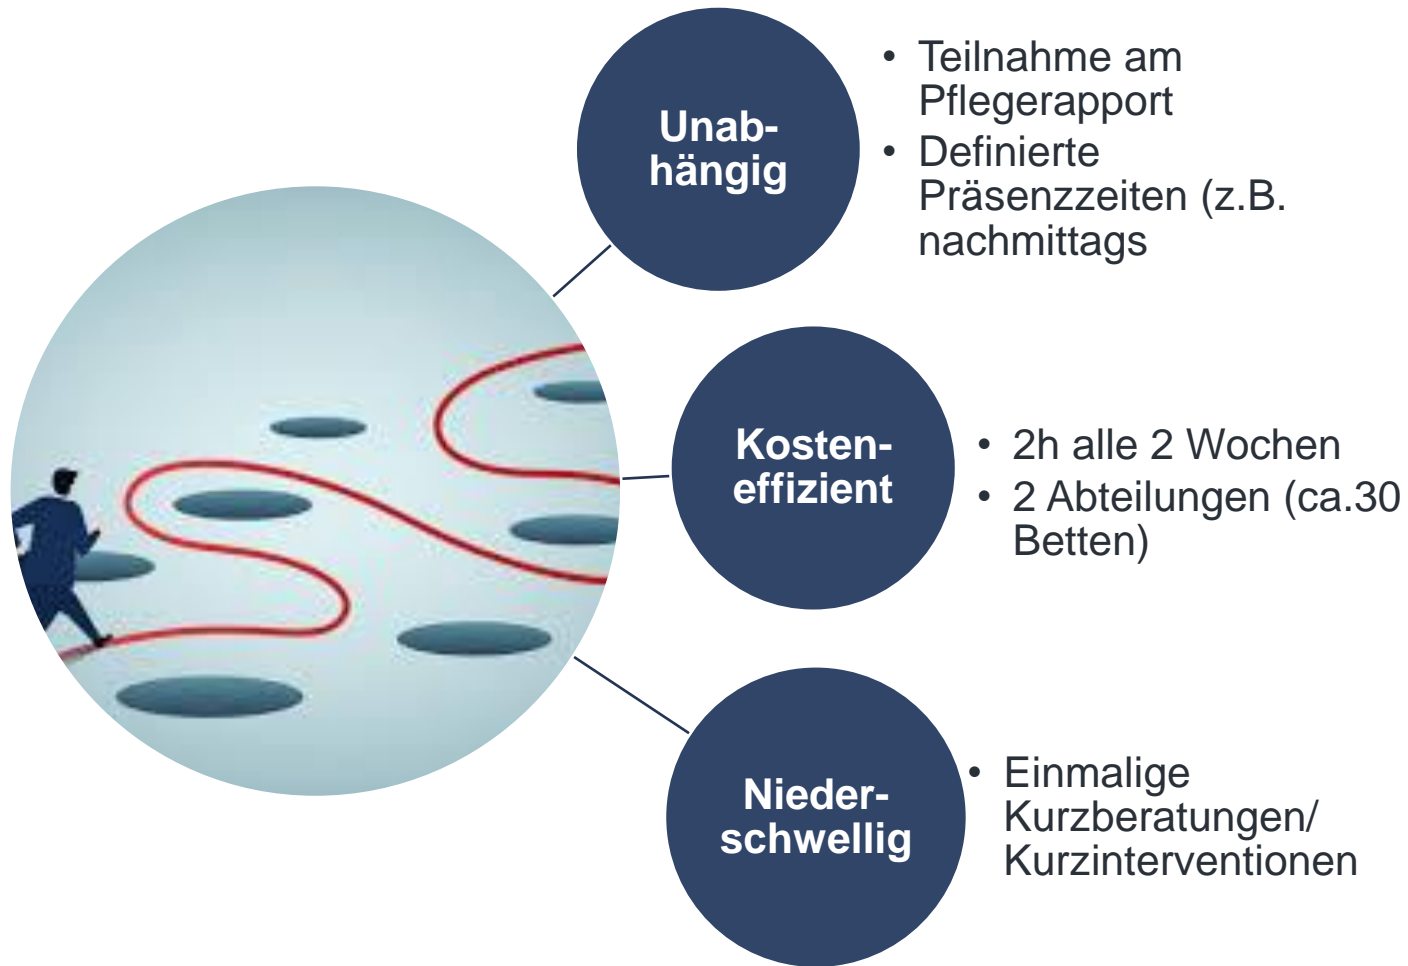 Unab-
hängig
• Teilnahme am
Pflegerapport
• Definierte
Präsenzzeiten (z.B.
nachmittags
Kosten-
effizient
• 2h alle 2 Wochen
• 2 Abteilungen (ca.30
Betten)
Nieder-
schwellig
• Einmalige
Kurzberatungen/
Kurzinterventionen